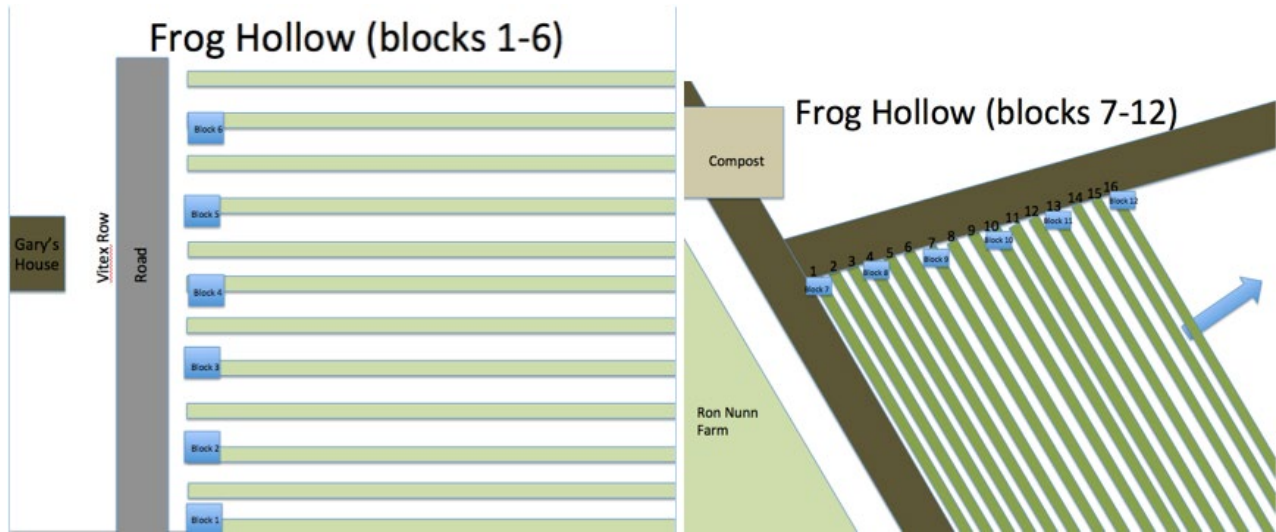 Frog Hollow (blocks 1-6)
Block 6
Block 5
Gary's
House
Vitex Row
Road
Block 4
Block 3
Block 2
Block 1
Frog Hollow (blocks 7-12)
Compost
1
2
3
4
5
6
7
8
9
10
11
12
13
14
15
16
Block 7
Block 8
Block 9
Block 10
Block 11
Block 12
Ron Nunn
Farm